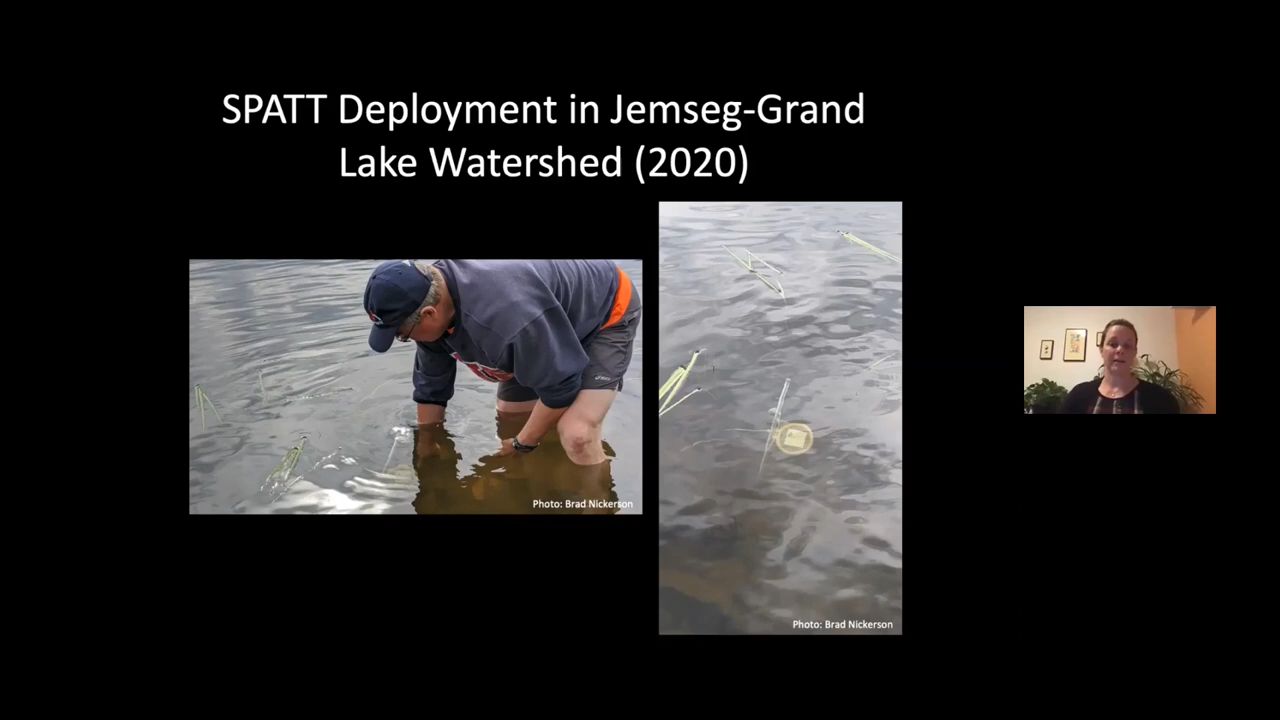 SPATT Deployment in Jemseg-Grand
Lake Watershed (2020)
Photo: Brad Nickerson
Photo: Brad Nickerson